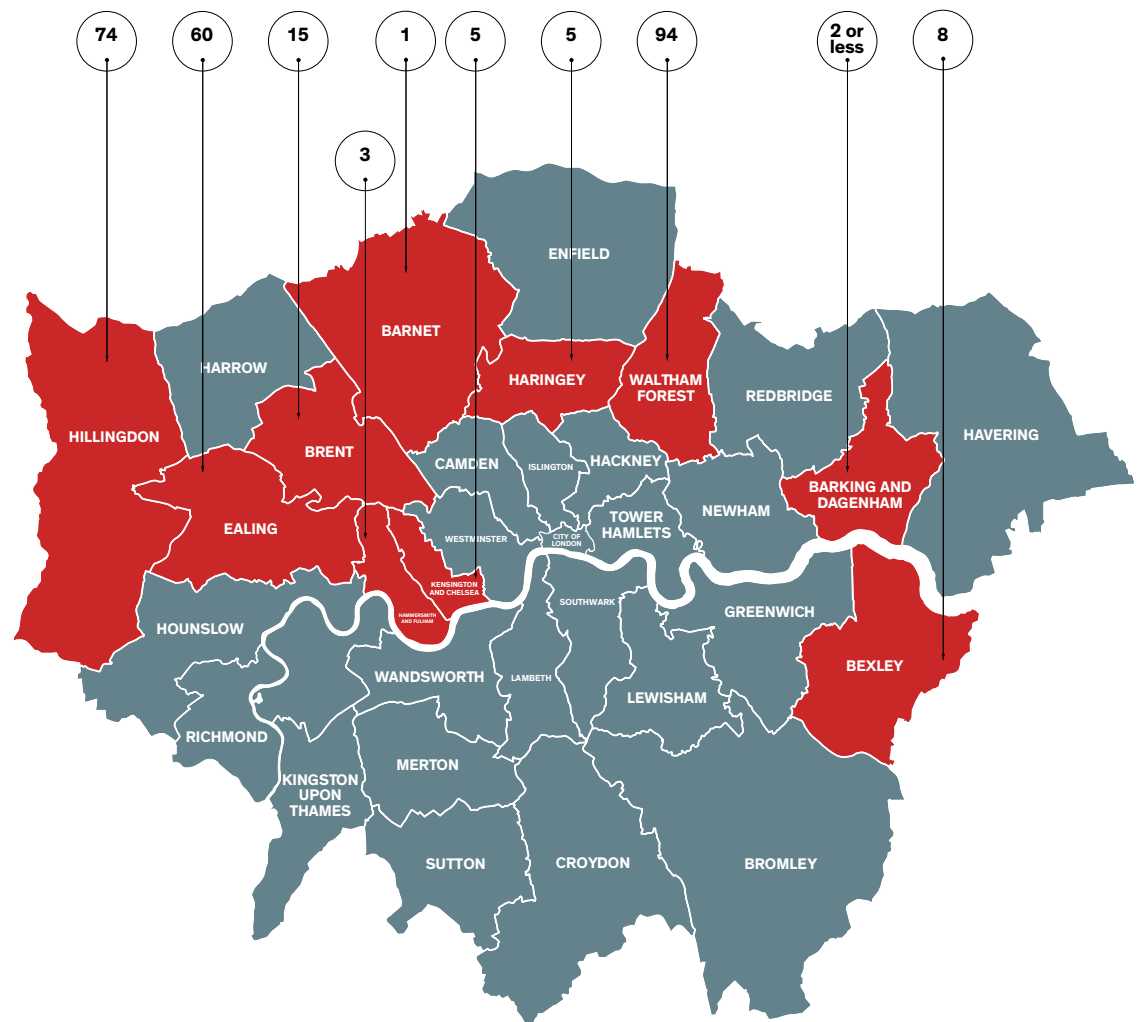 74
60
15
1
5
5
94
2 or
less
8
3
ENFIELD
BARNET
HARROW
HARINGEY
WALTHAM
FOREST
REDBRIDGE
HAVERING
HILLINGDON
BRENT
CAMDEN
ISLINGTON
HACKNEY
BARKING AND
DAGENHAM
EALING
WESTMINSTER
CITY OF
LONDON
TOWER
HAMLETS
NEWHAM
KENSINGTON
AND CHELSEA
HAMMERSMITH
AND FULHAM
SOUTHWARK
GREENWICH
HOUNSLOW
BEXLEY
WANDSWORTH
LAMBETH
LEWISHAM
RICHMOND
MERTON
KINGSTON
UPON
THAMES
SUTTON
CROYDON
BROMLEY